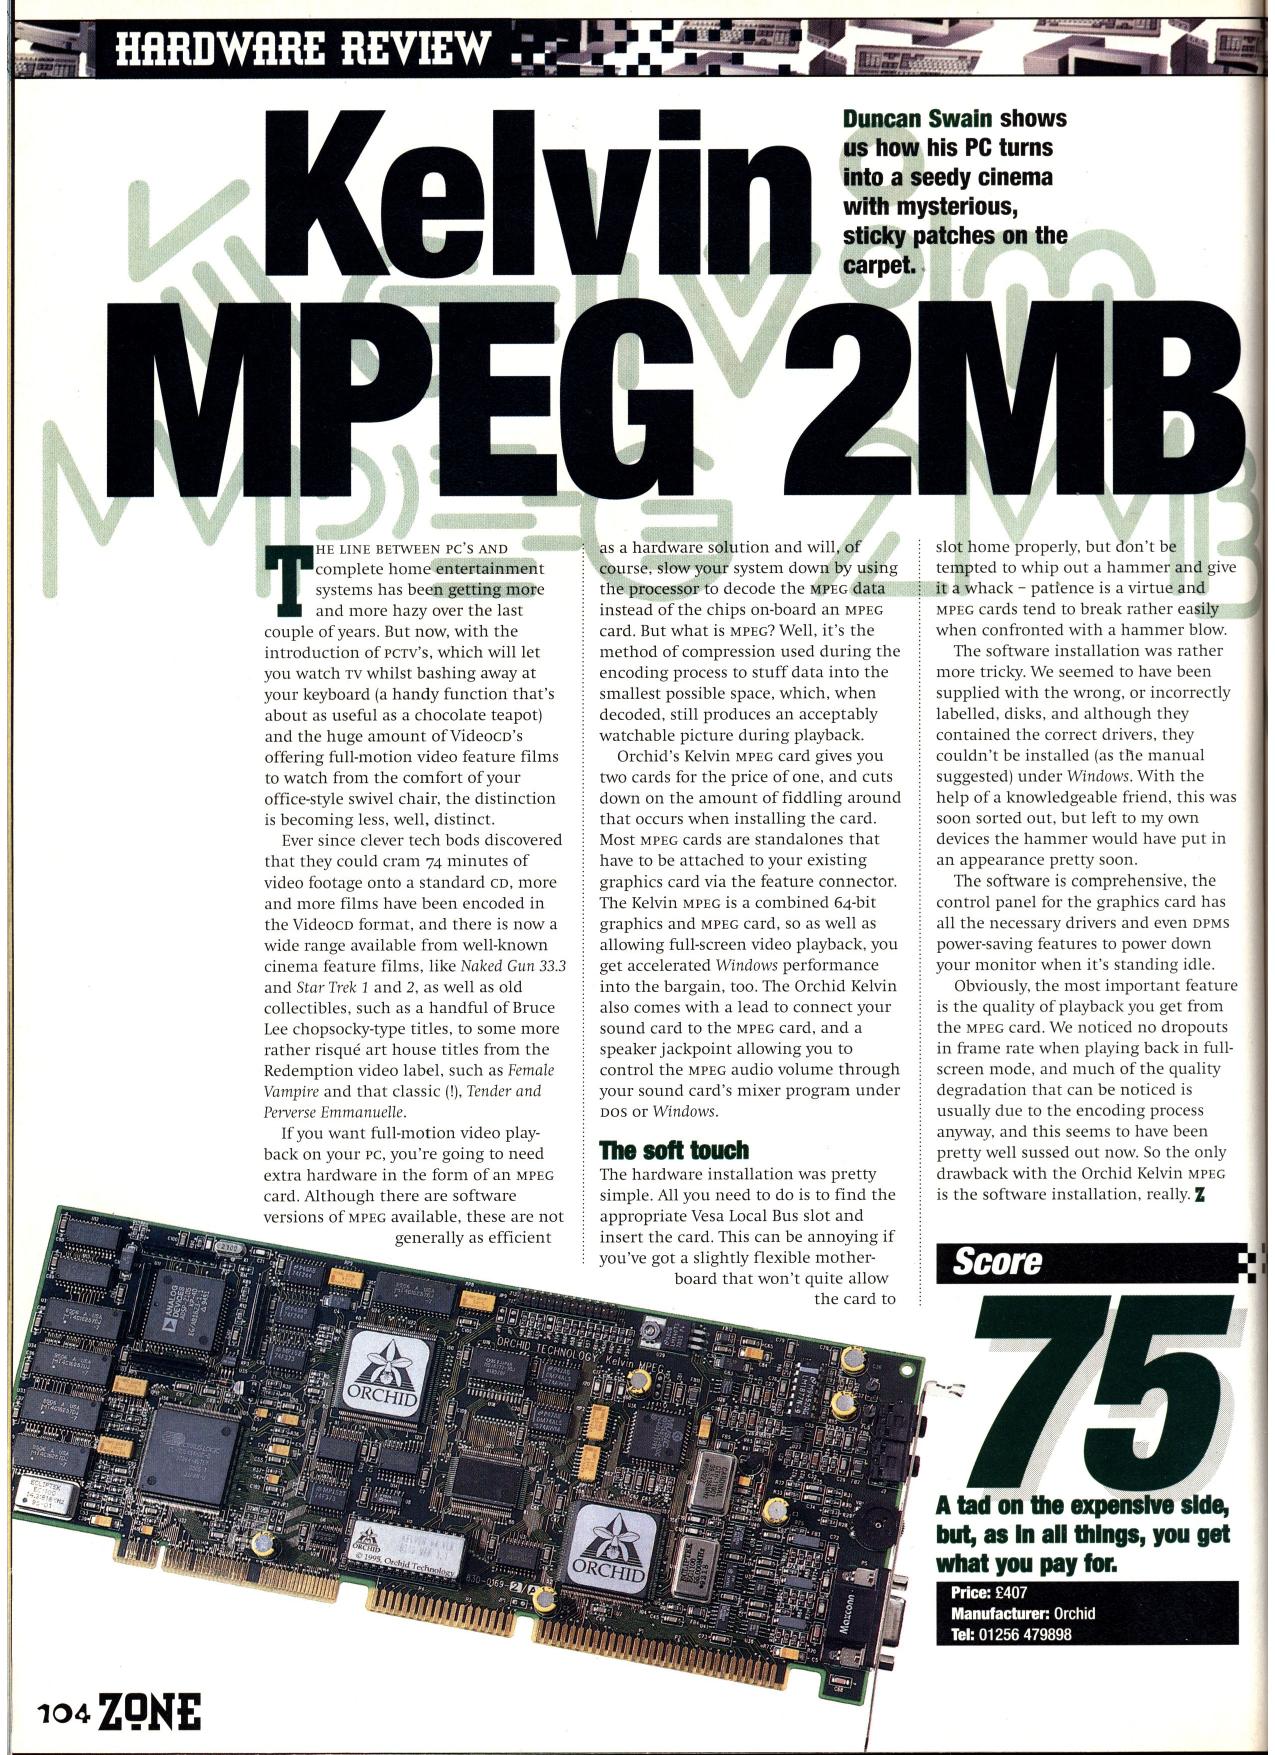 HARDWARE REVIEW
Kelvin
MPEG 2MB
Duncan Swain shows
us how his PC turns
into a seedy cinema
with mysterious,
sticky patches on the
carpet.
THE LINE BETWEEN PC'S AND
complete home entertainment
systems has been getting more
and more hazy over the last
couple of years. But now, with the
introduction of PCTV's, which will let
you watch TV whilst bashing away at
your keyboard (a handy function that's
about as useful as a chocolate teapot)
and the huge amount of VideoCD's
offering full-motion video feature films
to watch from the comfort of your
office-style swivel chair, the distinction
is becoming less, well, distinct.
Ever since clever tech bods discovered
that they could cram 74 minutes of
video footage onto a standard CD, more
and more films have been encoded in
the VideoCD format, and there is now a
wide range available from well-known
cinema feature films, like Naked Gun 33.3
and Star Trek 1 and 2, as well as old
collectibles, such as a handful of Bruce
Lee chopsocky-type titles, to some more
rather risqué art house titles from the
Redemption video label, such as Female
Vampire and that classic (!), Tender and
Perverse Emmanuelle.
If you want full-motion video play-
back on your PC, you're going to need
extra hardware in the form of an MPEG
card. Although there are software
versions of MPEG available, these are not
generally as efficient
as a hardware solution and will, of
course, slow your system down by using
the processor to decode the MPEG data
instead of the chips on-board an MPEG
card. But what is MPEG? Well, it's the
method of compression used during the
encoding process to stuff data into the
smallest possible space, which, when
decoded, still produces an acceptably
watchable picture during playback.
Orchid's Kelvin MPEG card gives you
two cards for the price of one, and cuts
down on the amount of fiddling around
that occurs when installing the card.
Most MPEG cards are standalones that
have to be attached to your existing
graphics card via the feature connector.
The Kelvin MPEG is a combined 64-bit
graphics and MPEG card, so as well as
allowing full-screen video playback, you
get accelerated Windows performance
into the bargain, too. The Orchid Kelvin
also comes with a lead to connect your
sound card to the MPEG card, and a
speaker jackpoint allowing you to
control the MPEG audio volume through
your sound card's mixer program under
DOS or Windows.
The soft touch
The hardware installation was pretty
simple. All you need to do is to find the
appropriate Vesa Local Bus slot and
insert the card. This can be annoying if
you've got a slightly flexible mother-
board that won't quite allow
the card to
slot home properly, but don't be
tempted to whip out a hammer and give
it a whack – patience is a virtue and
MPEG cards tend to break rather easily
when confronted with a hammer blow.
The software installation was rather
more tricky. We seemed to have been
supplied with the wrong, or incorrectly
labelled, disks, and although they
contained the correct drivers, they
couldn't be installed (as the manual
suggested) under Windows. With the
help of a knowledgeable friend, this was
soon sorted out, but left to my own
devices the hammer would have put in
an appearance pretty soon.
The software is comprehensive, the
control panel for the graphics card has
all the necessary drivers and even DPMS
power-saving features to power down
your monitor when it's standing idle.
Obviously, the most important feature
is the quality of playback you get from
the MPEG card. We noticed no dropouts
in frame rate when playing back in full-
screen mode, and much of the quality
degradation that can be noticed is
usually due to the encoding process
anyway, and this seems to have been
pretty well sussed out now. So the only
drawback with the Orchid Kelvin MPEG
is the software installation, really. Z
ORCHID TECHNOLOGY Kelvin MPEG
ORCHID
ORCHID
ORCHID
© 1995, Orchid Technology
Maxconn
Score
75
A tad on the expensive side,
but, as in all things, you get
what you pay for.
Price: £407
Manufacturer: Orchid
Tel: 01256 479898
104 ZONE